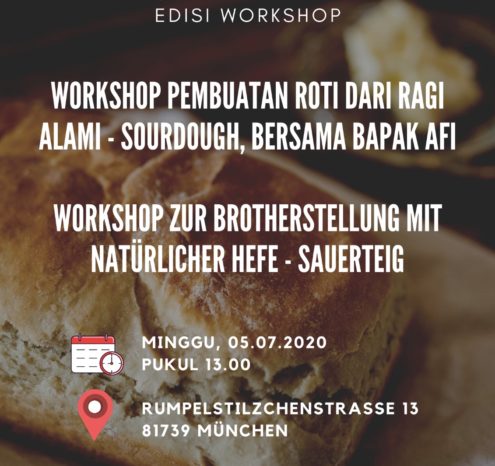 EDISI WORKSHOP
WORKSHOP PEMBUATAN ROTI DARI RAGI
ALAMI - SOURDOUGH, BERSAMA BAPAK AFI
WORKSHOP ZUR BROTHERSTELLUNG MIT
NATÜRLICHER HEFE - SAUERTEIG
MINGGU, 05.07.2020
PUKUL 13.00
RUMPELSTILZCHENSTRASSE 13
81739 MÜNCHEN